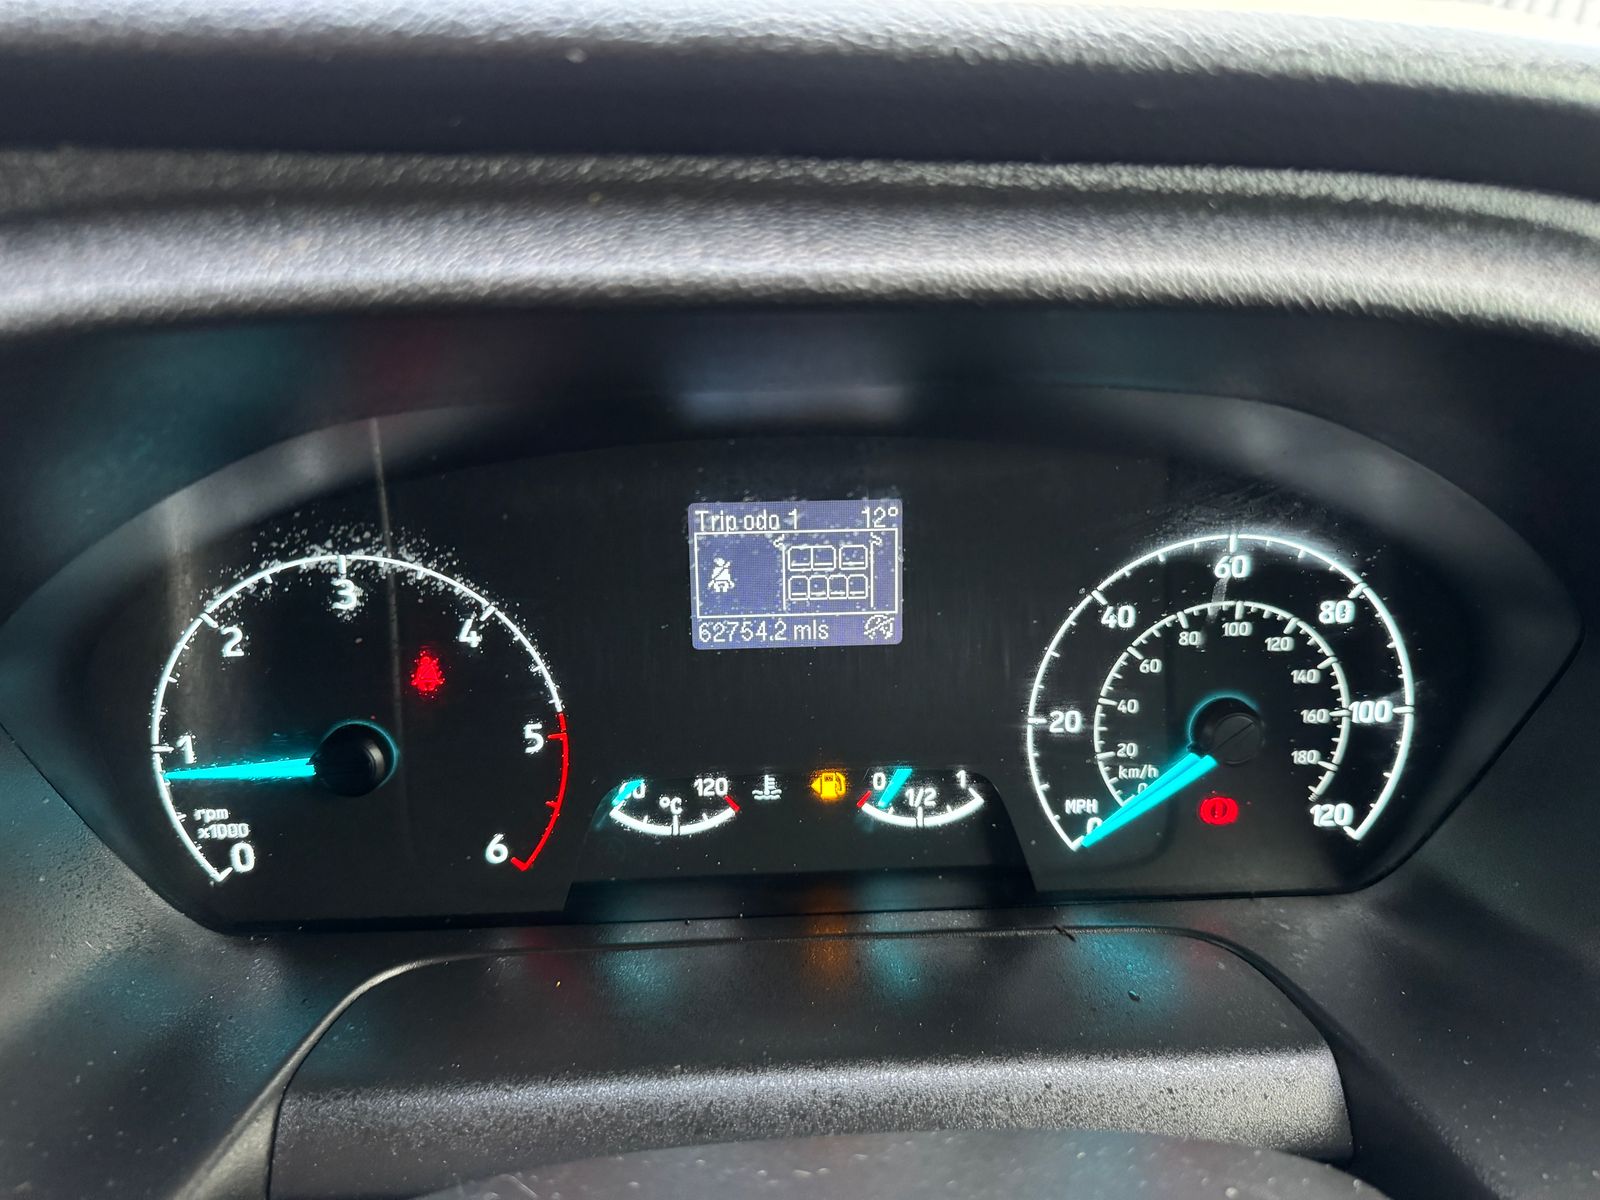 Trip odo 1 12°
62754.2 mls
0 1 2 3 4 5 6
rpm
x1000
120
°C
0 1/2 1
0 20 40 60 80 100 120
MPH
20 40 60 80 100 120 140 160 180
km/h